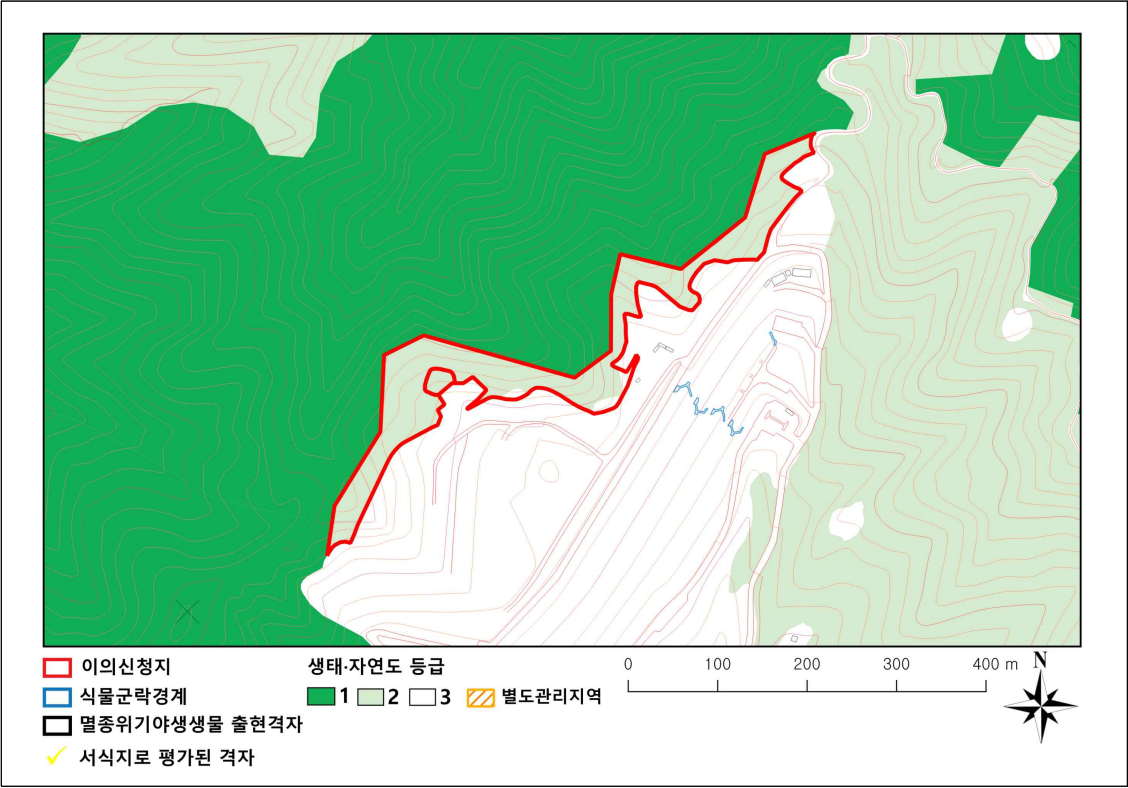 이의신청지
식물군락경계
멸종위기야생생물 출현격자
서식지로 평가된 격자
생태·자연도 등급
1 2 3 별도관리지역
0 100 200 300 400 m
N